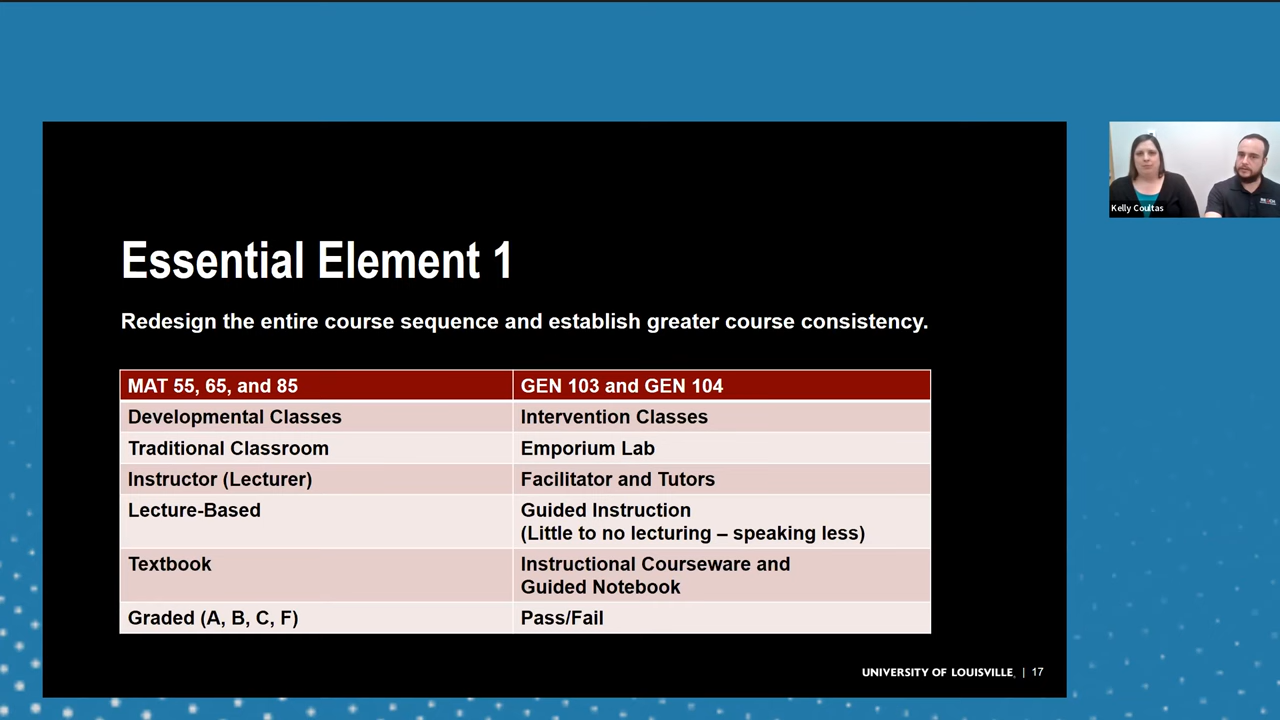 Essential Element 1
Redesign the entire course sequence and establish greater course consistency.
MAT 55, 65, and 85
GEN 103 and GEN 104
Developmental Classes
Intervention Classes
Traditional Classroom
Emporium Lab
Instructor (Lecturer)
Facilitator and Tutors
Lecture-Based
Guided Instruction
(Little to no lecturing – speaking less)
Textbook
Instructional Courseware and
Guided Notebook
Graded (A, B, C, F)
Pass/Fail
UNIVERSITY OF LOUISVILLE. | 17
Kelly Coultas